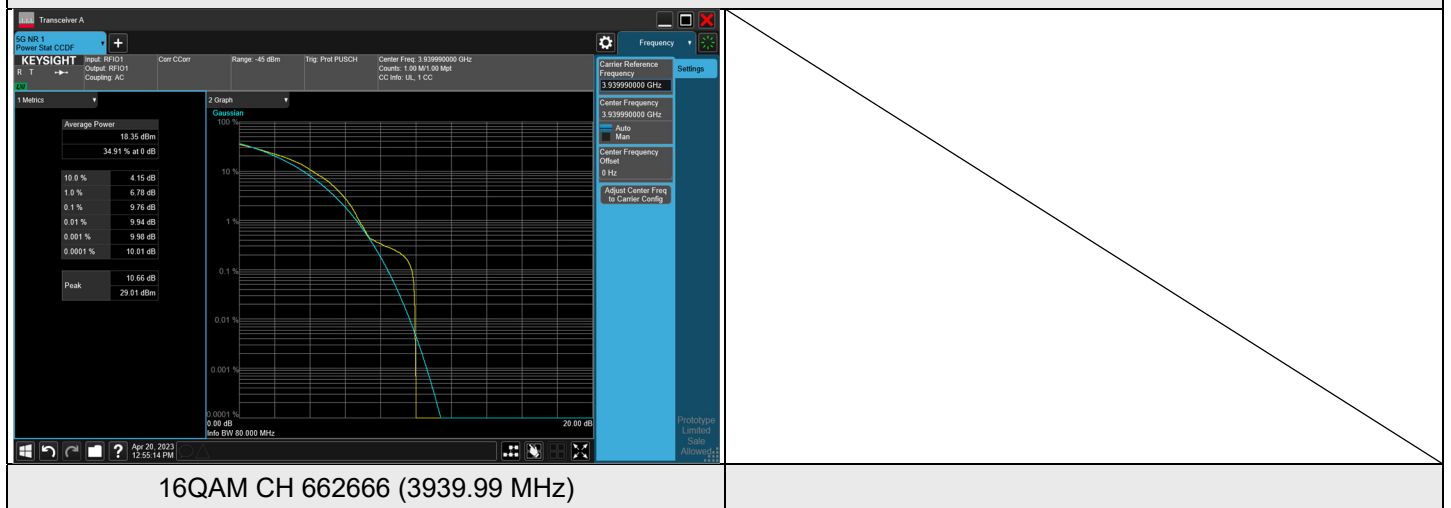 Transceiver A
5G NR 1
Power Stat CCDF
+
Frequency
KEYSIGHT
R T
LXI
Input: RFIO1
Output: RFIO1
Coupling: AC
Corr CCorr
Range: -45 dBm
Trig: Prot PUSCH
Center Freq: 3.939990000 GHz
Counts: 1.00 M/1.00 Mpt
CC Info: UL, 1 CC
Carrier Reference
Frequency
3.939990000 GHz
Settings
Center Frequency
3.939990000 GHz
Auto
Man
Center Frequency
Offset
0 Hz
Adjust Center Freq
to Carrier Config
1 Metrics
Average Power
18.35 dBm
34.91 % at 0 dB
10.0 % 4.15 dB
1.0 % 6.78 dB
0.1 % 9.76 dB
0.01 % 9.94 dB
0.001 % 9.98 dB
0.0001 % 10.01 dB
Peak
10.66 dB
29.01 dBm
2 Graph
Gaussian
100 %
10 %
1 %
0.1 %
0.01 %
0.001 %
0.0001 %
0.00 dB 20.00 dB
Info BW 80.000 MHz
Prototype
Limited
Sale
Allowed
?
Apr 20, 2023
12:55:14 PM
16QAM CH 662666 (3939.99 MHz)